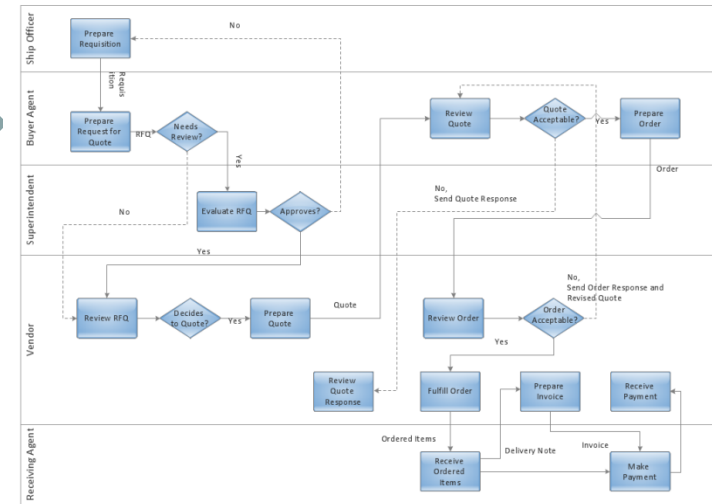 Ship Officer
Prepare
Requisition
No
Requis
ition
Buyer Agent
Prepare
Request for
Quote
RFQ
Needs
Review?
Yes
Review
Quote
Quote
Acceptable?
Yes
Prepare
Order
Superintendent
No
Evaluate RFQ
Approves?
Yes
No,
Send Quote Response
Order
Vendor
Review RFQ
Decides
to Quote?
Yes
Prepare
Quote
Quote
Review Order
Order
Acceptable?
No,
Send Order Response and
Revised Quote
Yes
Review
Quote
Response
Fulfill Order
Prepare
Invoice
Receive
Payment
Receiving Agent
Ordered Items
Receive
Ordered
Items
Delivery Note
Invoice
Make
Payment